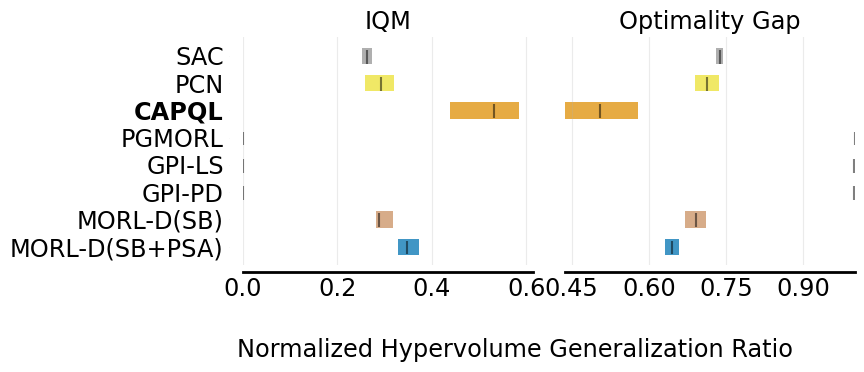 IQM Optimality Gap
SAC
PCN
CAPQL
PGMORL
GPI-LS
GPI-PD
MORL-D(SB)
MORL-D(SB+PSA)
0.0 0.2 0.4 0.6 0.45 0.60 0.75 0.90
Normalized Hypervolume Generalization Ratio